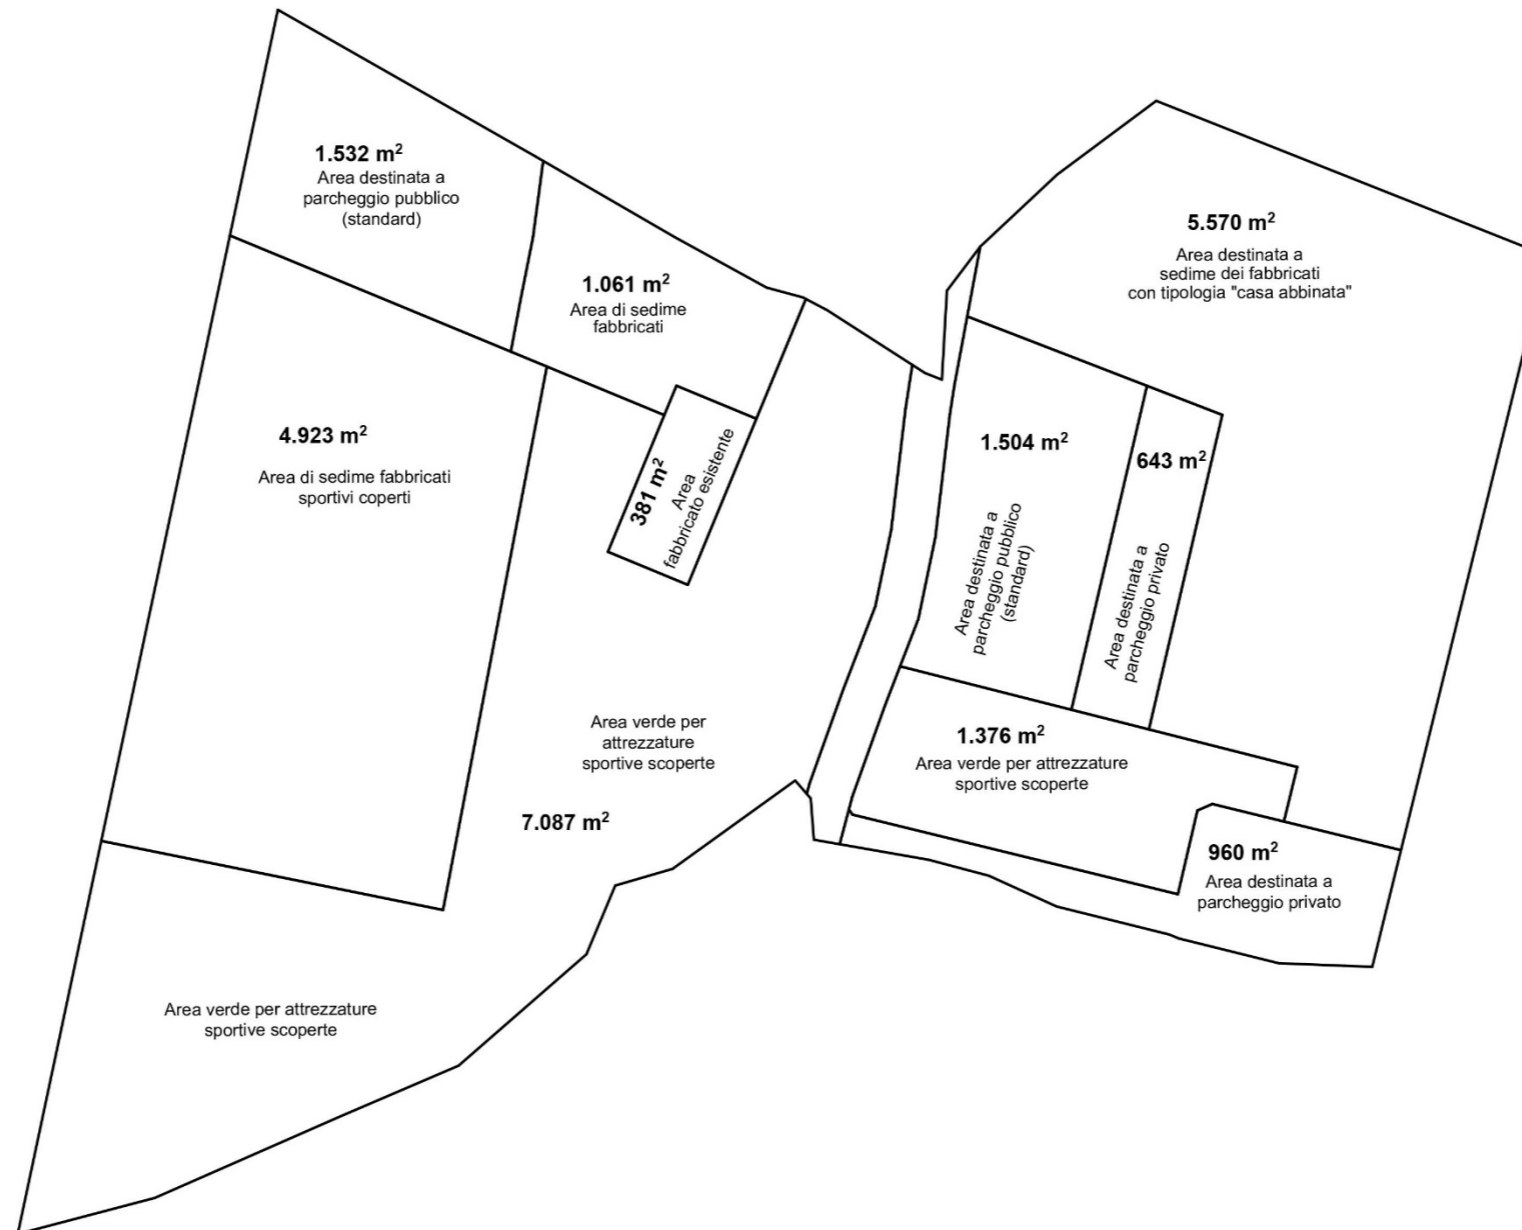 1.532 m²
Area destinata a
parcheggio pubblico
(standard)
1.061 m²
Area di sedime
fabbricati
4.923 m²
Area di sedime fabbricati
sportivi coperti
381 m²
Area
fabbricato esistente
Area verde per
attrezzature
sportive scoperte
7.087 m²
Area verde per attrezzature
sportive scoperte
5.570 m²
Area destinata a
sedime dei fabbricati
con tipologia "casa abbinata"
1.504 m²
Area destinata a
parcheggio pubblico
(standard)
643 m²
Area destinata a
parcheggio privato
1.376 m²
Area verde per attrezzature
sportive scoperte
960 m²
Area destinata a
parcheggio privato